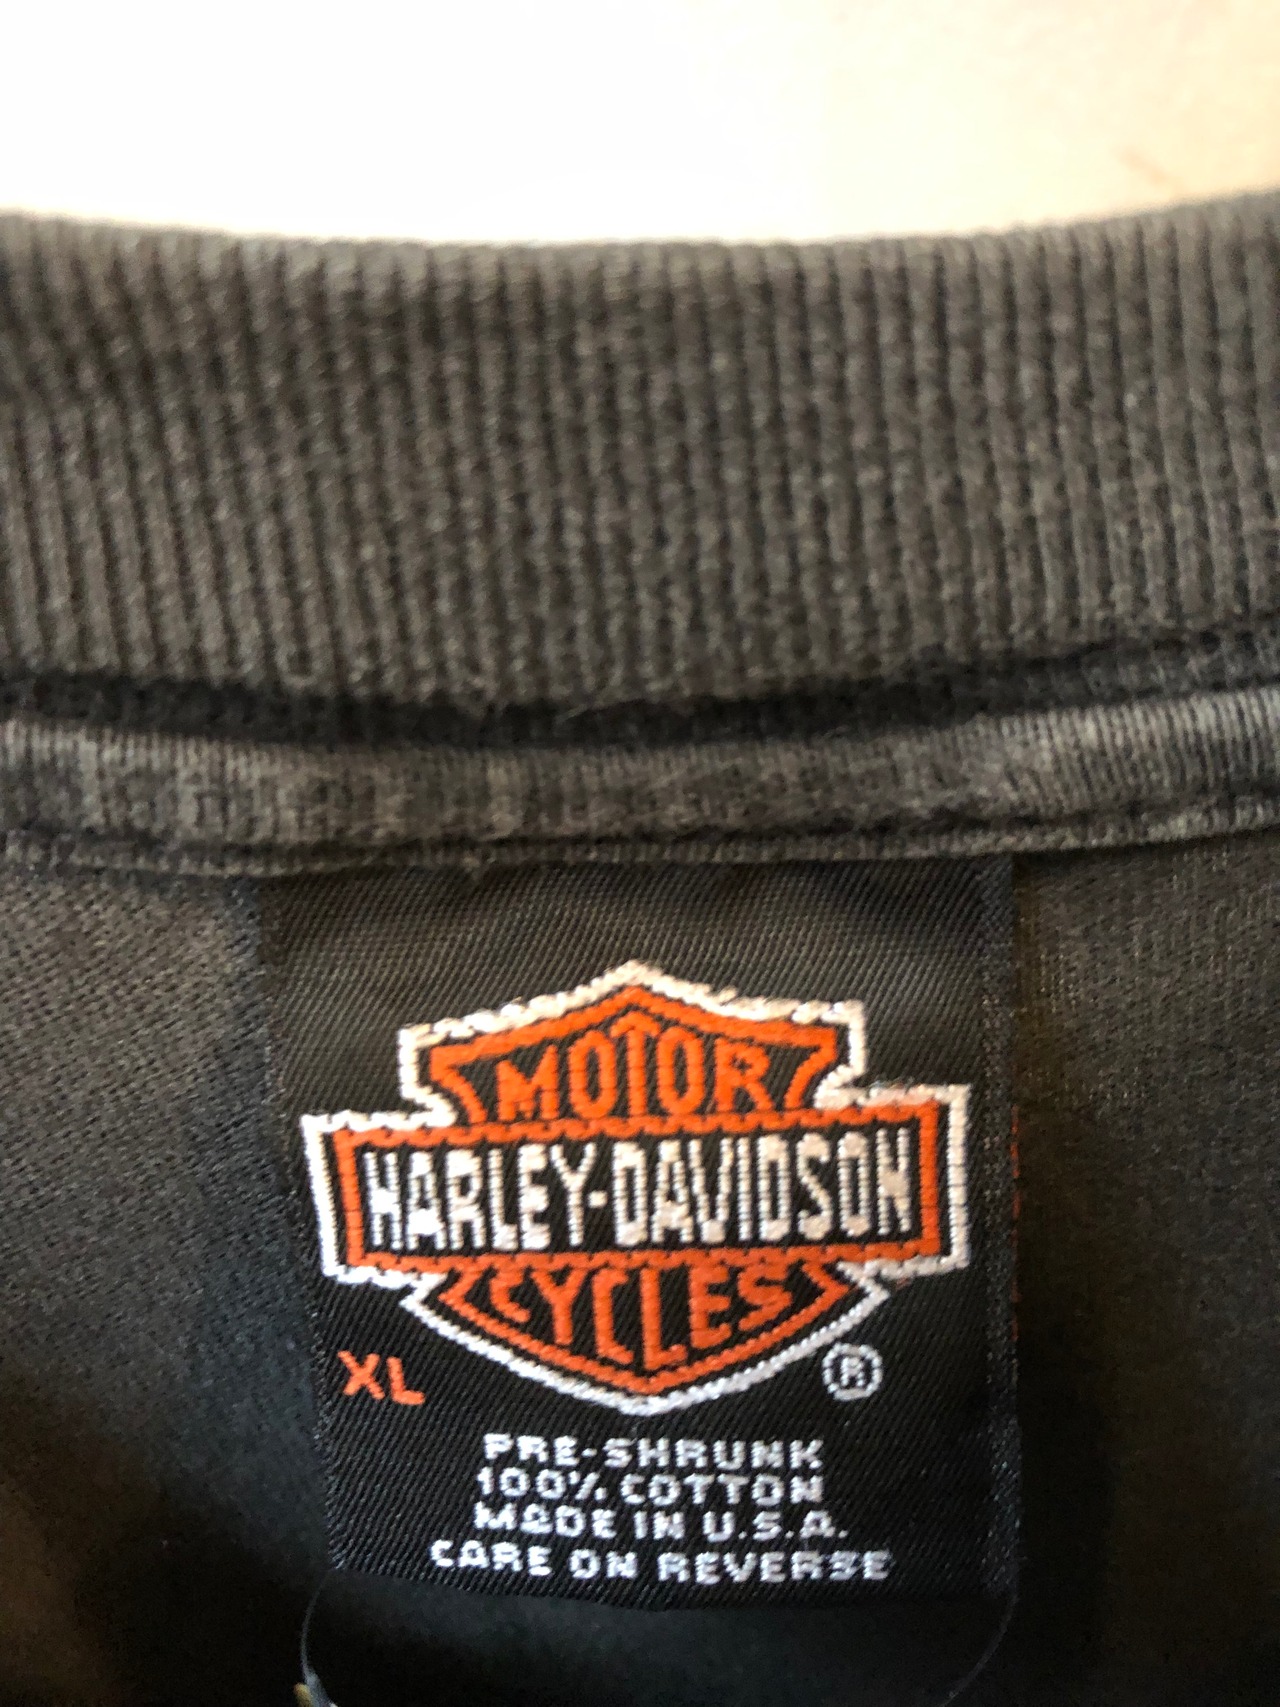 MOTOR
HARLEY-DAVIDSON
CYCLES
XL ®
PRE-SHRUNK
100% COTTON
MADE IN U.S.A.
CARE ON REVERSE